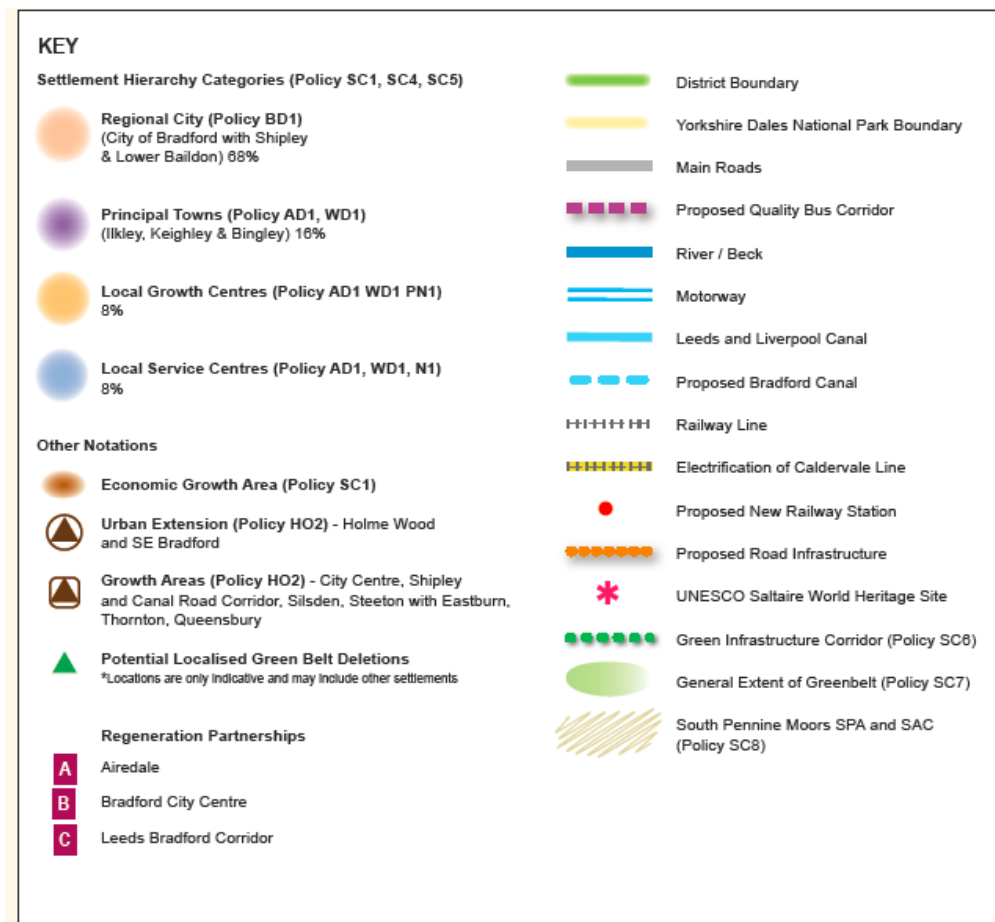 KEY
Settlement Hierarchy Categories (Policy SC1, SC4, SC5)
Regional City (Policy BD1)
(City of Bradford with Shipley
& Lower Baildon) 68%
Principal Towns (Policy AD1, WD1)
(Ilkley, Keighley & Bingley) 16%
Local Growth Centres (Policy AD1 WD1 PN1)
8%
Local Service Centres (Policy AD1, WD1, N1)
8%
Other Notations
Economic Growth Area (Policy SC1)
Urban Extension (Policy HO2) - Holme Wood
and SE Bradford
Growth Areas (Policy HO2) - City Centre, Shipley
and Canal Road Corridor, Silsden, Steeton with Eastburn,
Thornton, Queensbury
Potential Localised Green Belt Deletions
*Locations are only indicative and may include other settlements
Regeneration Partnerships
A Airedale
B Bradford City Centre
C Leeds Bradford Corridor
District Boundary
Yorkshire Dales National Park Boundary
Main Roads
Proposed Quality Bus Corridor
River / Beck
Motorway
Leeds and Liverpool Canal
Proposed Bradford Canal
Railway Line
Electrification of Caldervale Line
Proposed New Railway Station
Proposed Road Infrastructure
UNESCO Saltaire World Heritage Site
Green Infrastructure Corridor (Policy SC6)
General Extent of Greenbelt (Policy SC7)
South Pennine Moors SPA and SAC
(Policy SC8)